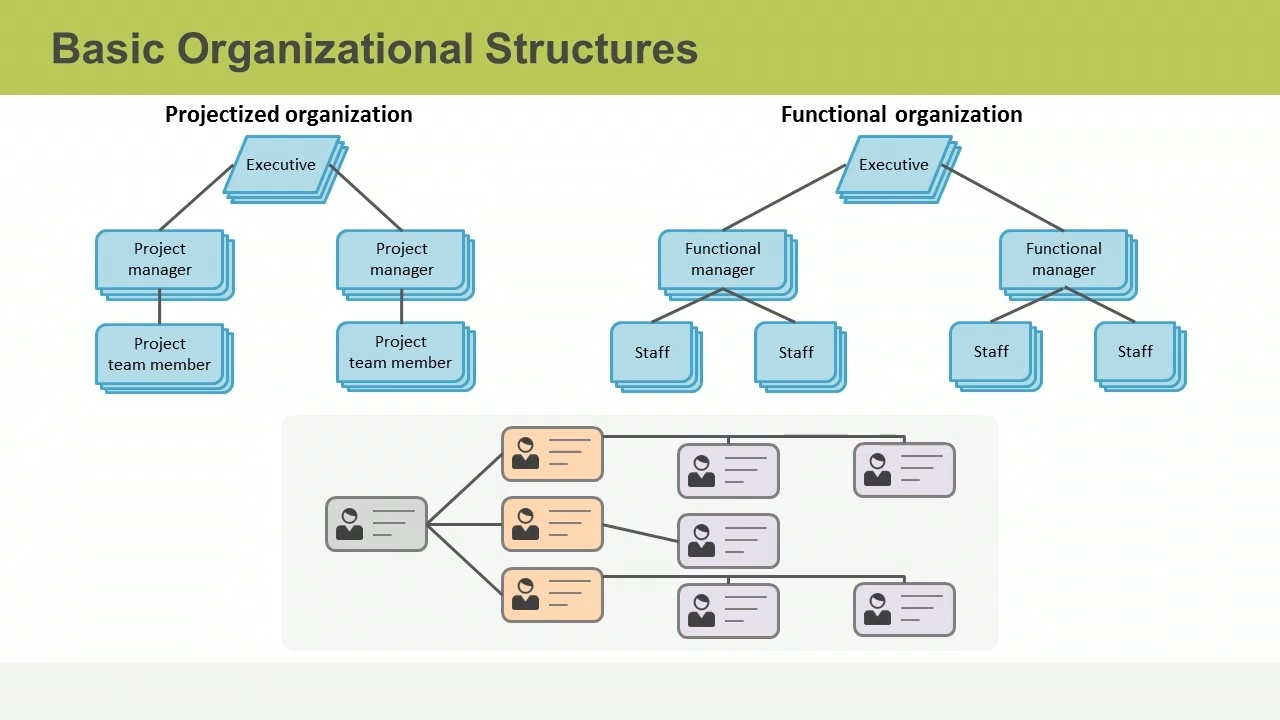 Basic Organizational Structures
Projectized organization
Executive
Project
manager
Project
manager
Project
team member
Project
team member
Functional organization
Executive
Functional
manager
Functional
manager
Staff
Staff
Staff
Staff